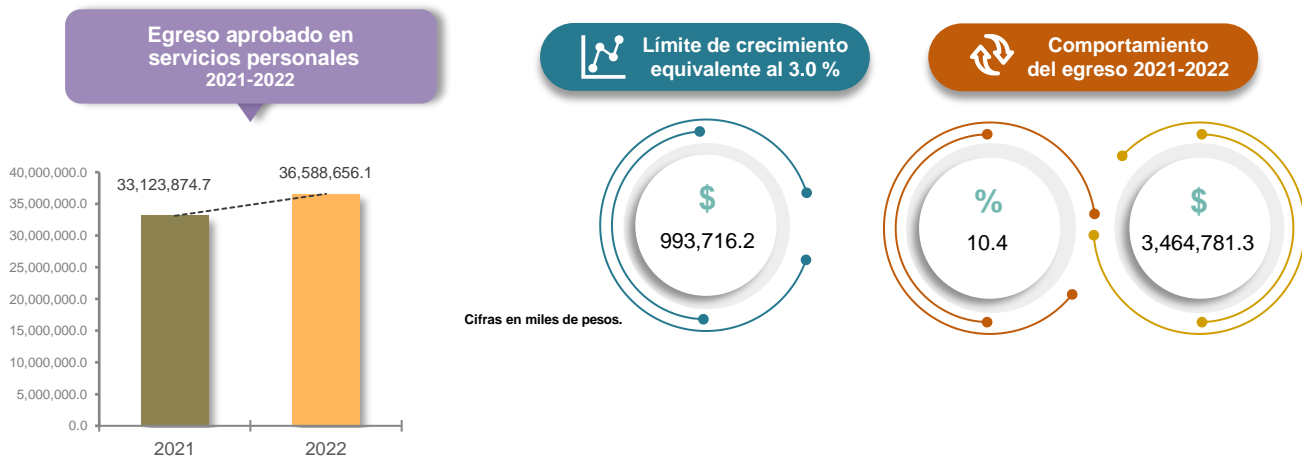 Egreso aprobado en
servicios personales
2021-2022
40,000,000.0
35,000,000.0
30,000,000.0
25,000,000.0
20,000,000.0
15,000,000.0
10,000,000.0
5,000,000.0
0.0
33,123,874.7
36,588,656.1
2021
2022
Límite de crecimiento
equivalente al 3.0 %
$
993,716.2
Cifras en miles de pesos.
Comportamiento
del egreso 2021-2022
%
10.4
$
3,464,781.3